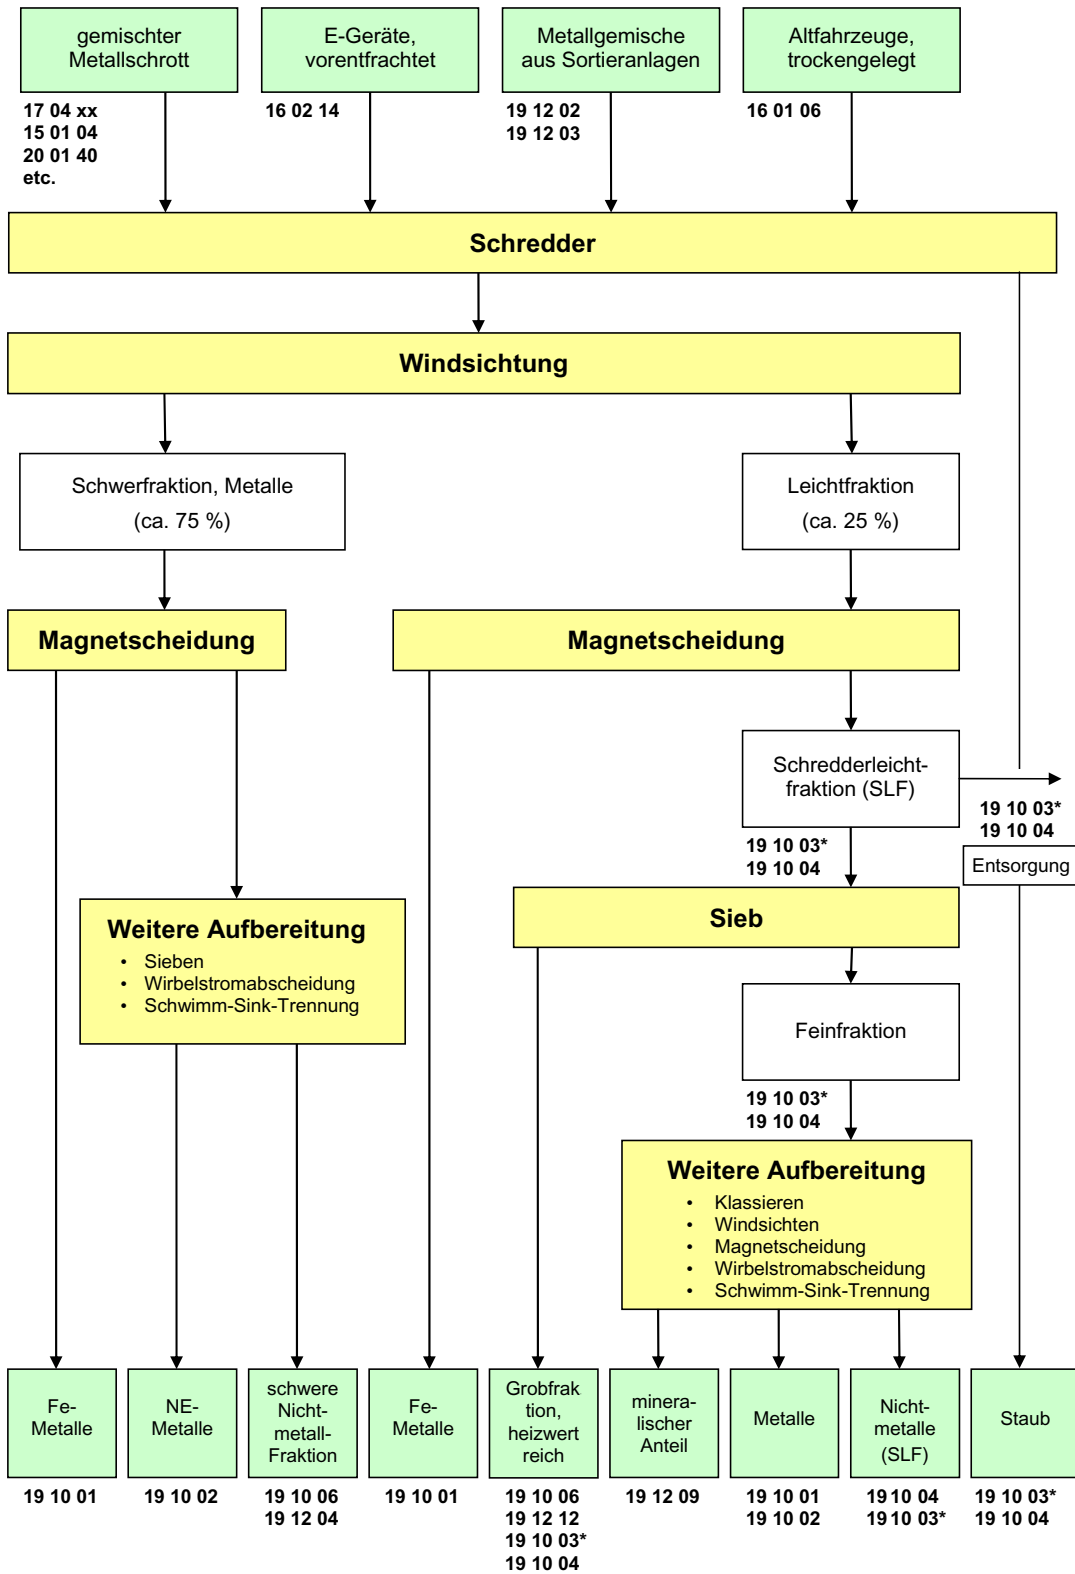 gemischter
Metallschrott
E-Geräte,
vorentfrachtet
Metallgemische
aus Sortieranlagen
Altfahrzeuge,
trockengelegt
17 04 xx
15 01 04
20 01 40
etc.
16 02 14
19 12 02
19 12 03
16 01 06
Schredder
Windsichtung
Schwerfraktion, Metalle
(ca. 75 %)
Leichtfraktion
(ca. 25 %)
Magnetscheidung
Magnetscheidung
Schredderleicht-
fraktion (SLF)
19 10 03*
19 10 04
19 10 03*
19 10 04
Entsorgung
Sieb
Weitere Aufbereitung
• Sieben
• Wirbelstromabscheidung
• Schwimm-Sink-Trennung
Feinfraktion
19 10 03*
19 10 04
Weitere Aufbereitung
• Klassieren
• Windsichten
• Magnetscheidung
• Wirbelstromabscheidung
• Schwimm-Sink-Trennung
Fe-
Metalle
NE-
Metalle
schwere
Nicht-
metall-
Fraktion
Fe-
Metalle
Grobfrak
tion,
heizwert
reich
minera-
lischer
Anteil
Metalle
Nicht-
metalle
(SLF)
Staub
19 10 01
19 10 02
19 10 06
19 12 04
19 10 01
19 10 06
19 12 12
19 10 03*
19 10 04
19 12 09
19 10 01
19 10 02
19 10 04
19 10 03*
19 10 03*
19 10 04